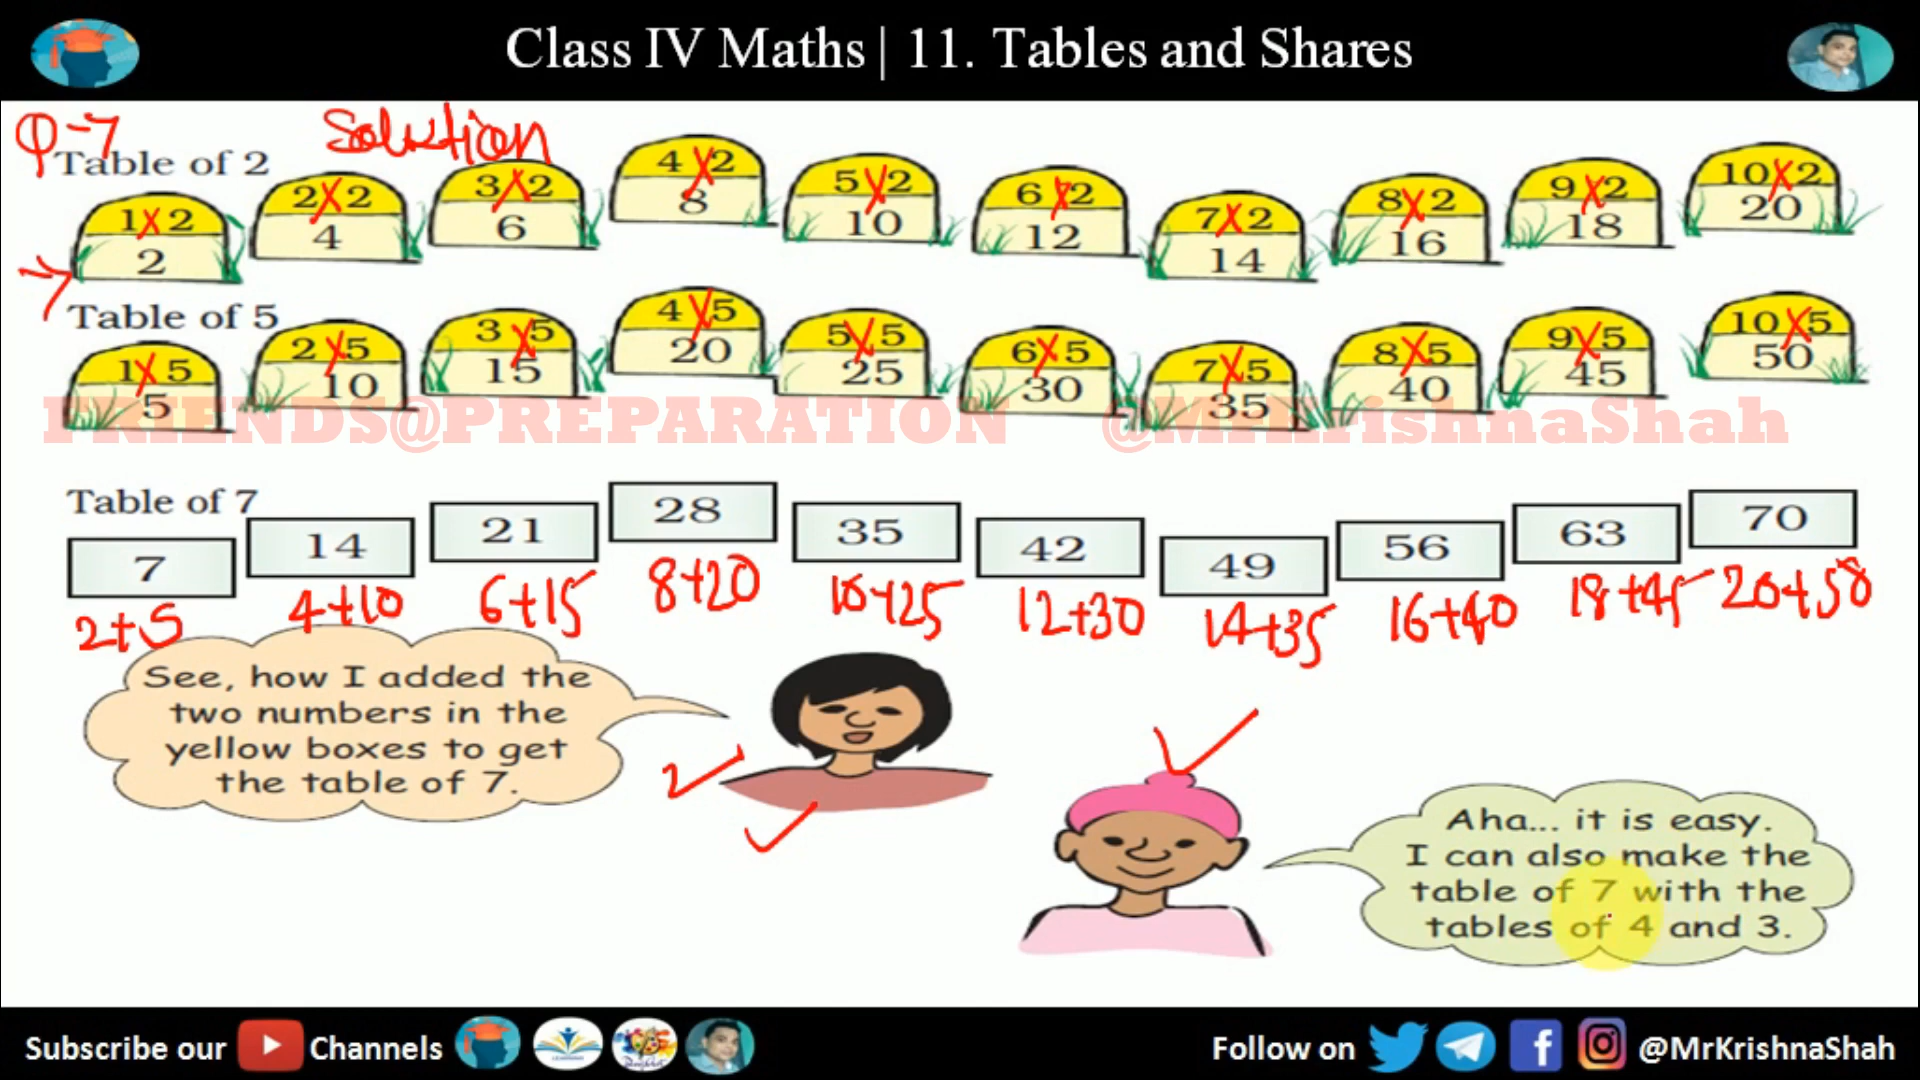 Class IV Maths | 11. Tables and Shares
Q-7 Solution
Table of 2
1 X 2 2 X 2 3 X 2 4 X 2 5 X 2 6 X 2 7 X 2 8 X 2 9 X 2 10 X 2
2 4 6 8 10 12 14 16 18 20
Table of 5
1 X 5 2 X 5 3 X 5 4 X 5 5 X 5 6 X 5 7 X 5 8 X 5 9 X 5 10 X 5
5 10 15 20 25 30 35 40 45 50
FRIENDS@PREPARATION @MrKrishnaShah
Table of 7
7 14 21 28 35 42 49 56 63 70
2+5 4+10 6+15 8+20 10+25 12+30 14+35 16+40 18+45 20+50
See, how I added the
two numbers in the
yellow boxes to get
the table of 7.
Aha... it is easy.
I can also make the
table of 7 with the
tables of 4 and 3.
Subscribe our Channels Follow on @MrKrishnaShah